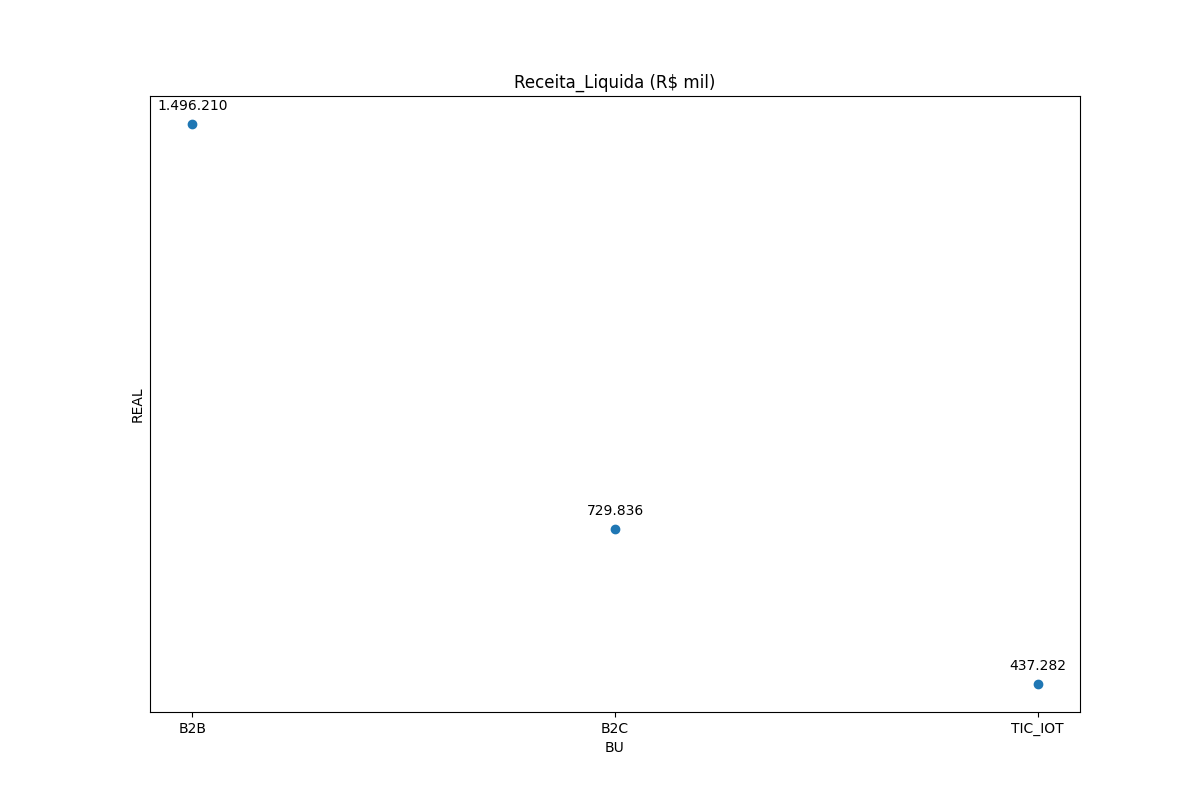 Receita_Liquida (R$ mil)
1.496.210
REAL
729.836
437.282
B2B
B2C
TIC_IOT
BU